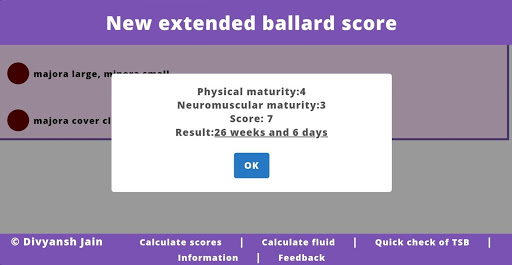 New extended ballard score
majora large, minora small
majora cover cl
Physical maturity:4
Neuromuscular maturity:3
Score: 7
Result:26 weeks and 6 days
OK
© Divyansh Jain
Calculate scores | Calculate fluid | Quick check of TSB |
Information | Feedback